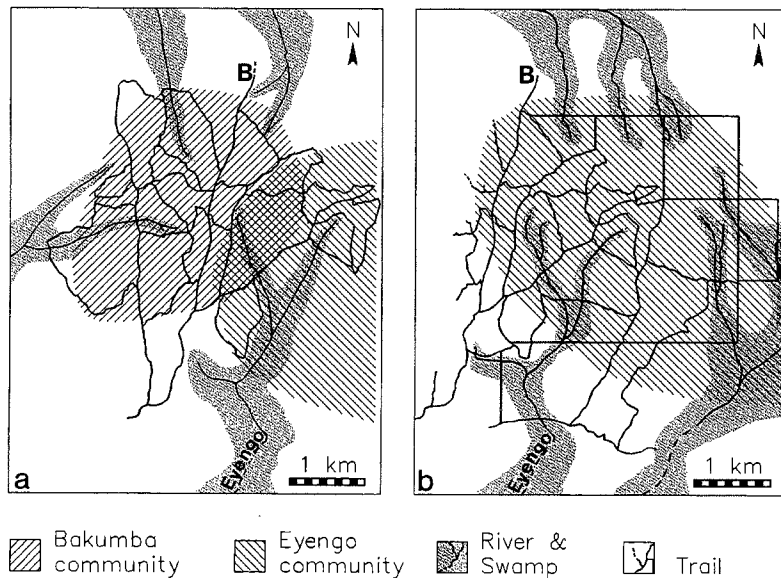 N
B
Eyengo
1 km
a
N
B
Eyengo
1 km
b
Bakumba
community
Eyengo
community
River &
Swamp
Trail